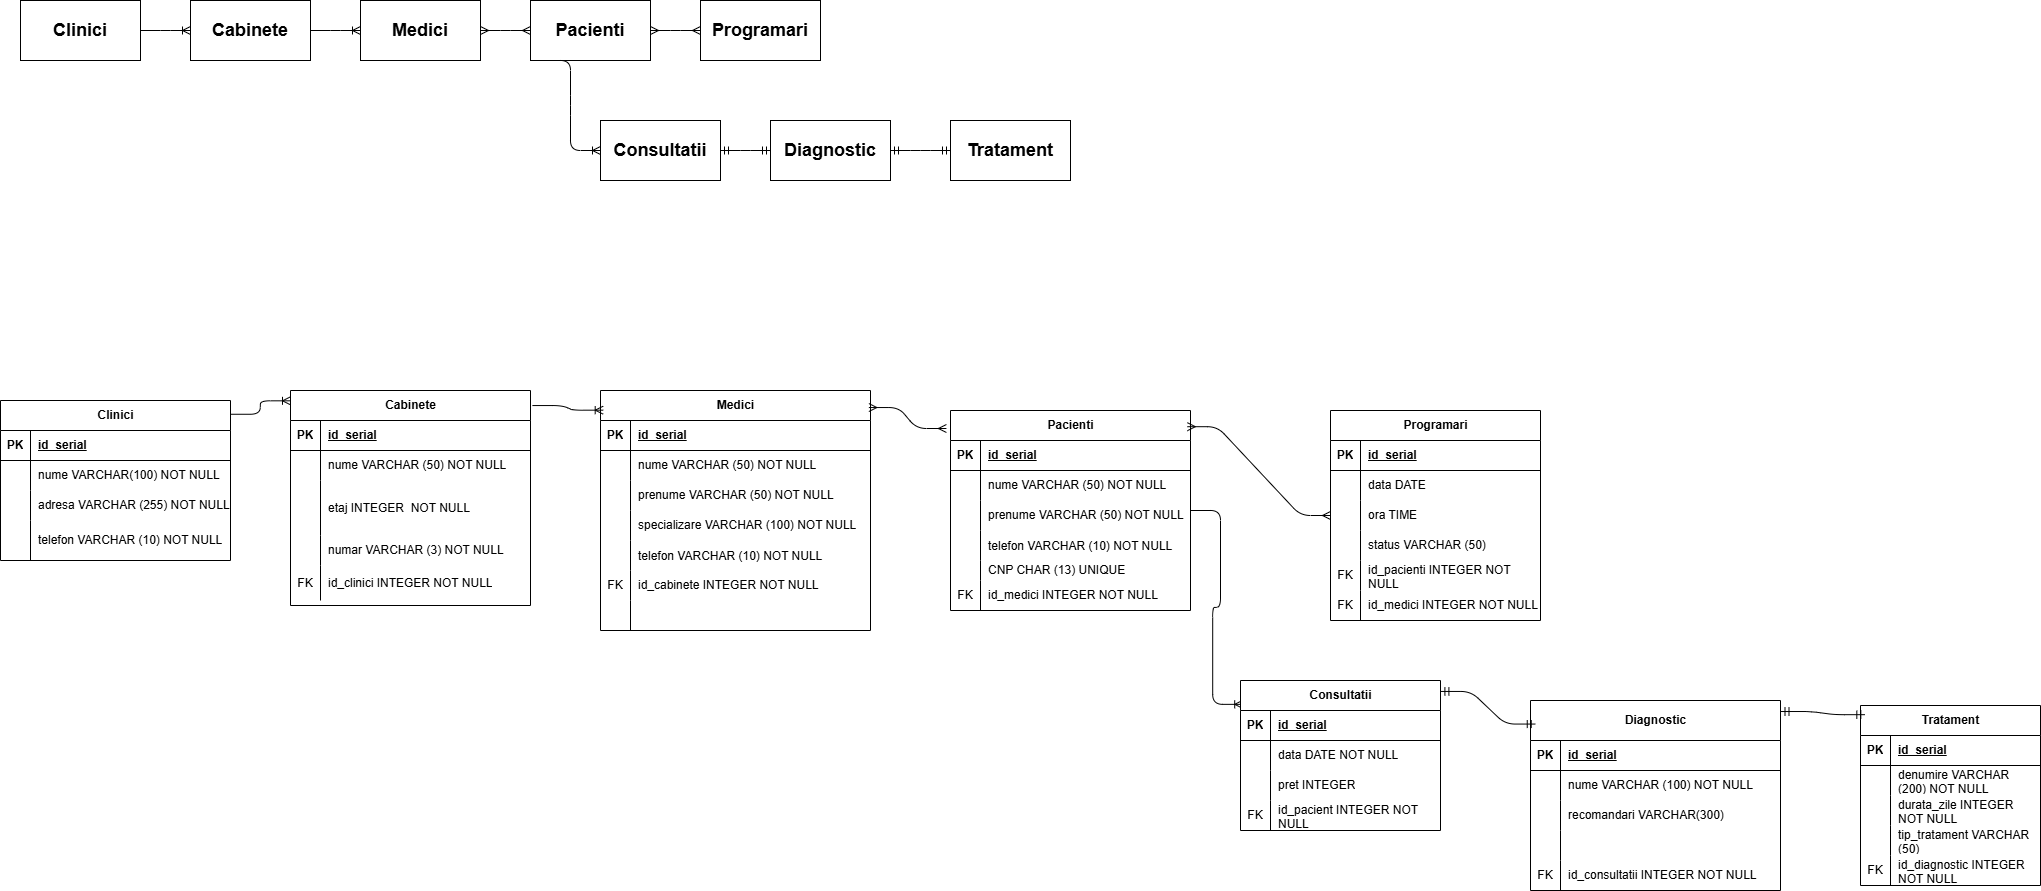 Clinici
Cabinete
Medici
Pacienti
Programari
Consultatii
Diagnostic
Tratament
Clinici
PK id_serial
nume VARCHAR(100) NOT NULL
adresa VARCHAR (255) NOT NULL
telefon VARCHAR (10) NOT NULL
Cabinete
PK id_serial
nume VARCHAR (50) NOT NULL
etaj INTEGER  NOT NULL
numar VARCHAR (3) NOT NULL
FK id_clinici INTEGER NOT NULL
Medici
PK id_serial
nume VARCHAR (50) NOT NULL
prenume VARCHAR (50) NOT NULL
specializare VARCHAR (100) NOT NULL
telefon VARCHAR (10) NOT NULL
FK id_cabinete INTEGER NOT NULL
Pacienti
PK id_serial
nume VARCHAR (50) NOT NULL
prenume VARCHAR (50) NOT NULL
telefon VARCHAR (10) NOT NULL
CNP CHAR (13) UNIQUE
FK id_medici INTEGER NOT NULL
Programari
PK id_serial
data DATE
ora TIME
status VARCHAR (50)
FK id_pacienti INTEGER NOT
NULL
FK id_medici INTEGER NOT NULL
Consultatii
PK id_serial
data DATE NOT NULL
pret INTEGER
FK id_pacient INTEGER NOT
NULL
Diagnostic
PK id_serial
nume VARCHAR (100) NOT NULL
recomandari VARCHAR(300)
FK id_consultatii INTEGER NOT NULL
Tratament
PK id_serial
denumire VARCHAR
(200) NOT NULL
durata_zile INTEGER
NOT NULL
tip_tratament VARCHAR
(50)
FK id_diagnostic INTEGER
NOT NULL